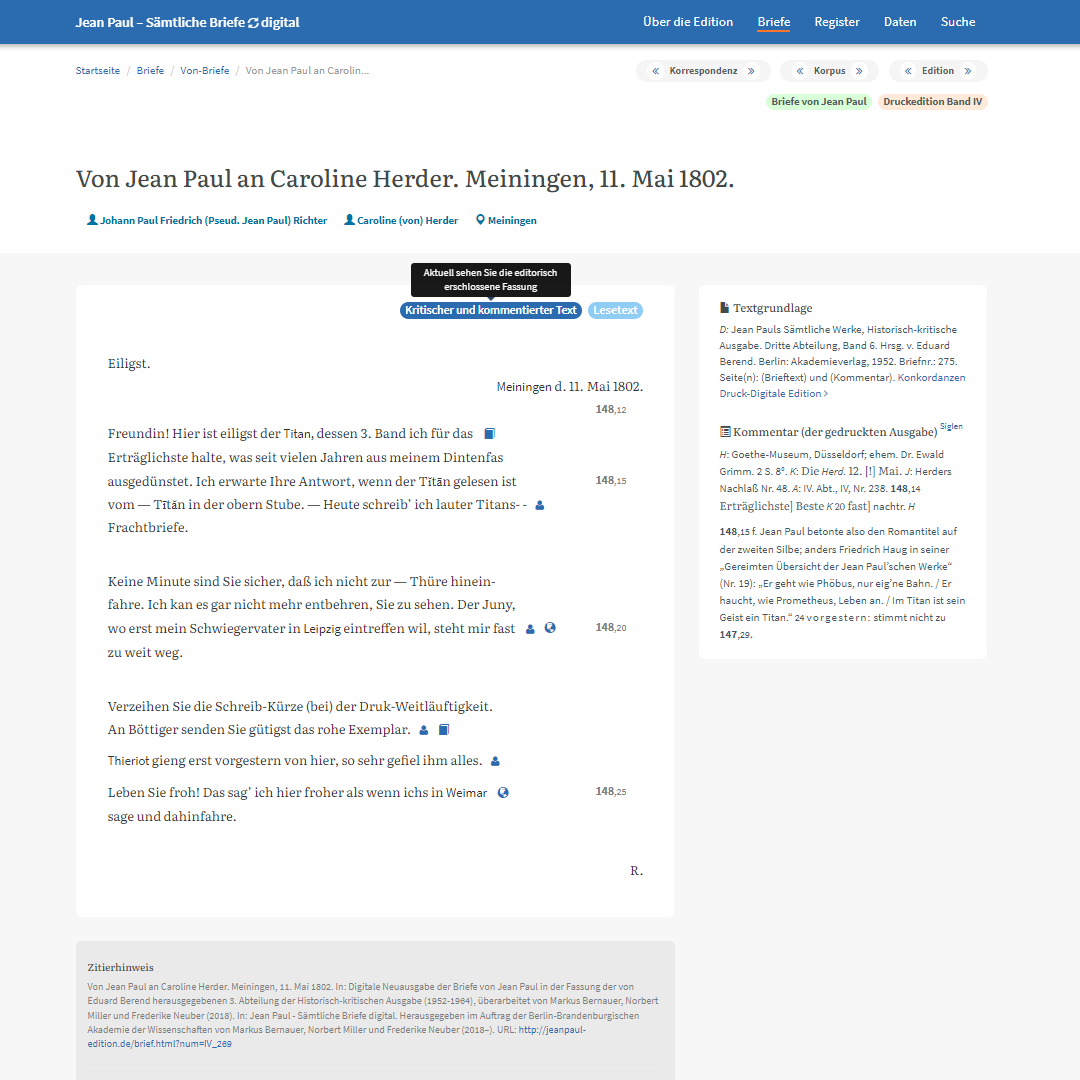 Jean Paul – Sämtliche Briefe digital
Über die Edition Briefe Register Daten Suche
Startseite / Briefe / Von-Briefe / Von Jean Paul an Carolin...
« Korrespondenz » « Korpus » « Edition »
Briefe von Jean Paul Druckedition Band IV
Von Jean Paul an Caroline Herder. Meiningen, 11. Mai 1802.
Johann Paul Friedrich (Pseud. Jean Paul) Richter Caroline (von) Herder Meiningen
Aktuell sehen Sie die editorisch
erschlossene Fassung
Kritischer und kommentierter Text Lesetext
Eiligst.
Meiningen d. 11. Mai 1802.
148,12
Freundin! Hier ist eiligst der Titan, dessen 3. Band ich für das
Erträglichste halte, was seit vielen Jahren aus meinem Dintenfas
ausgedünstet. Ich erwarte Ihre Antwort, wenn der Tĭtān gelesen ist
148,15
vom — Tītăn in der obern Stube. — Heute schreib’ ich lauter Titans- -
Frachtbriefe.
Keine Minute sind Sie sicher, daß ich nicht zur — Thüre hinein-
fahre. Ich kan es gar nicht mehr entbehren, Sie zu sehen. Der Juny,
wo erst mein Schwiegervater in Leipzig eintreffen wil, steht mir fast
148,20
zu weit weg.
Verzeihen Sie die Schreib-Kürze (bei) der Druk-Weitläuftigkeit.
An Böttiger senden Sie gütigst das rohe Exemplar.
Thieriot gieng erst vorgestern von hier, so sehr gefiel ihm alles.
Leben Sie froh! Das sag’ ich hier froher als wenn ichs in Weimar
148,25
sage und dahinfahre.
R.
Textgrundlage
D: Jean Pauls Sämtliche Werke, Historisch-kritische
Ausgabe. Dritte Abteilung, Band 6. Hrsg. v. Eduard
Berend. Berlin: Akademieverlag, 1952. Briefnr.: 275.
Seite(n): (Brieftext) und (Kommentar). Konkordanzen
Druck-Digitale Edition ›
Kommentar (der gedruckten Ausgabe) Siglen
H: Goethe-Museum, Düsseldorf; ehem. Dr. Ewald
Grimm. 2 S. 8°. K: Die Herd. 12. [!] Mai. J: Herders
Nachlaß Nr. 48. A: IV. Abt., IV, Nr. 238. 148,14
Erträglichste] Beste K 20 fast] nachtr. H
148,15 f. Jean Paul betonte also den Romantitel auf
der zweiten Silbe; anders Friedrich Haug in seiner
„Gereimten Übersicht der Jean Paul’schen Werke“
(Nr. 19): „Er geht wie Phöbus, nur eig’ne Bahn. / Er
haucht, wie Prometheus, Leben an. / Im Titan ist sein
Geist ein Titan.“ 24 vorgestern: stimmt nicht zu
147,29.
Zitierhinweis
Von Jean Paul an Caroline Herder. Meiningen, 11. Mai 1802. In: Digitale Neuausgabe der Briefe von Jean Paul in der Fassung der von
Eduard Berend herausgegebenen 3. Abteilung der Historisch-kritischen Ausgabe (1952-1964), überarbeitet von Markus Bernauer, Norbert
Miller und Frederike Neuber (2018). In: Jean Paul - Sämtliche Briefe digital. Herausgegeben im Auftrag der Berlin-Brandenburgischen
Akademie der Wissenschaften von Markus Bernauer, Norbert Miller und Frederike Neuber (2018–). URL: http://jeanpaul-
edition.de/brief.html?num=IV_269